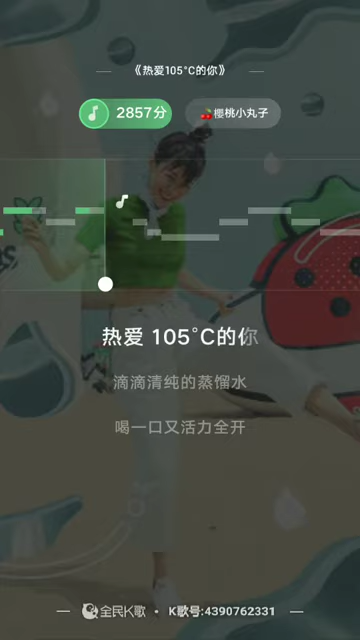 《热爱105°C的你》
2857分
🍒樱桃小丸子
热爱 105°C的你
滴滴清纯的蒸馏水
喝一口又活力全开
全民K歌 • K歌号:4390762331